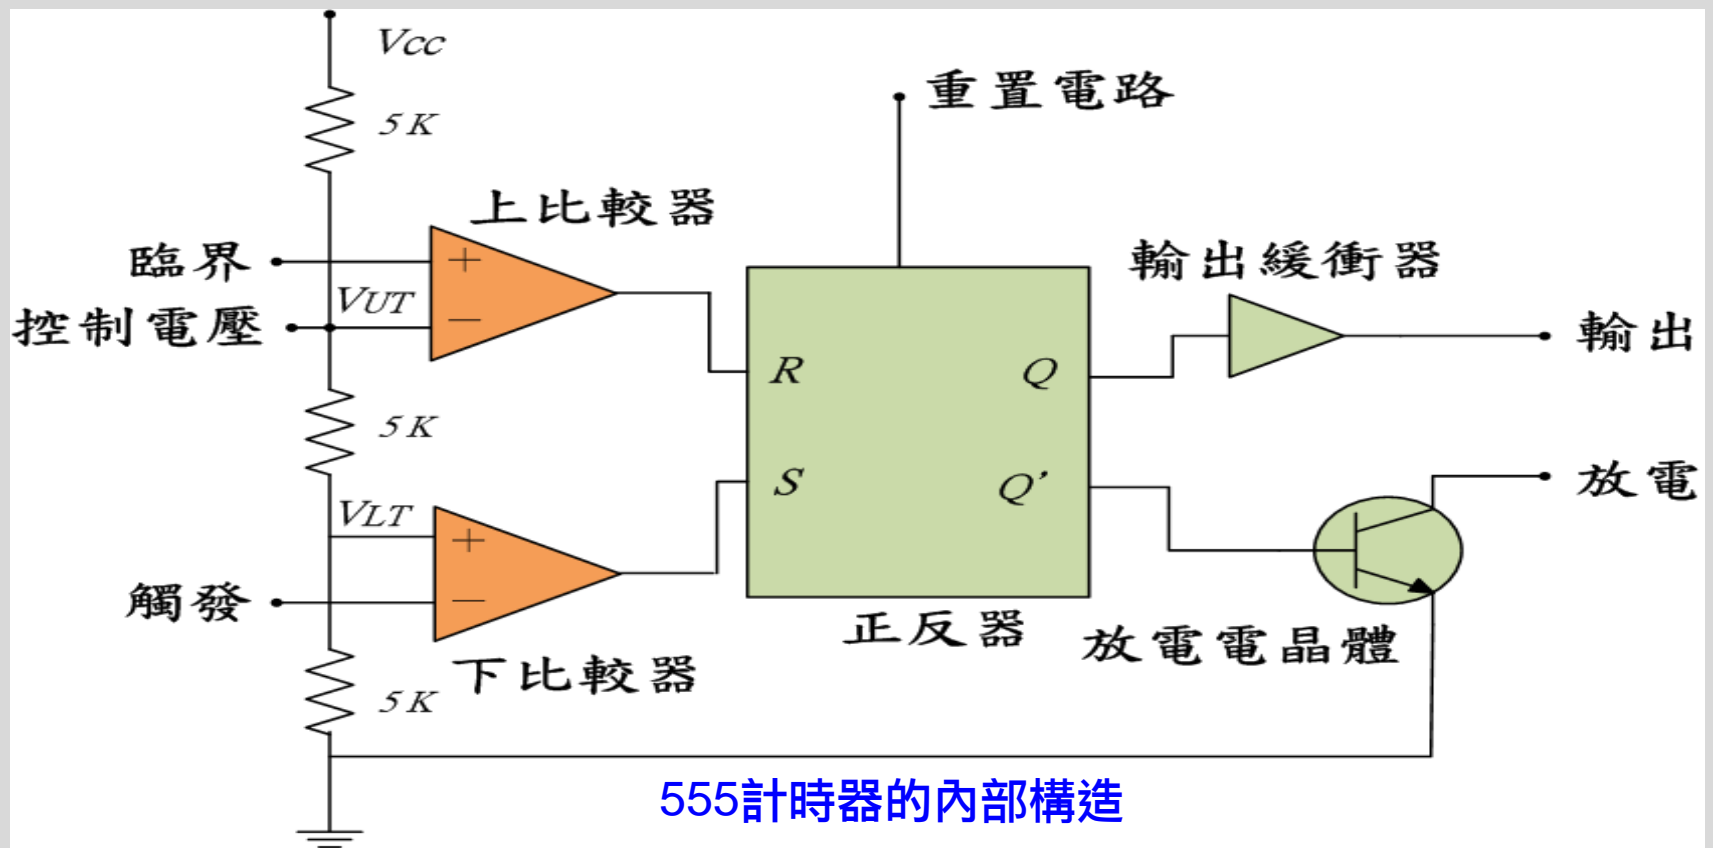 VCC
重置電路
5K
上比較器
臨界
+
輸出緩衝器
VUT
控制電壓
−
輸出
R
Q
5K
放電
S
Q’
VLT
+
觸發
−
正反器
放電電晶體
下比較器
5K
555計時器的內部構造